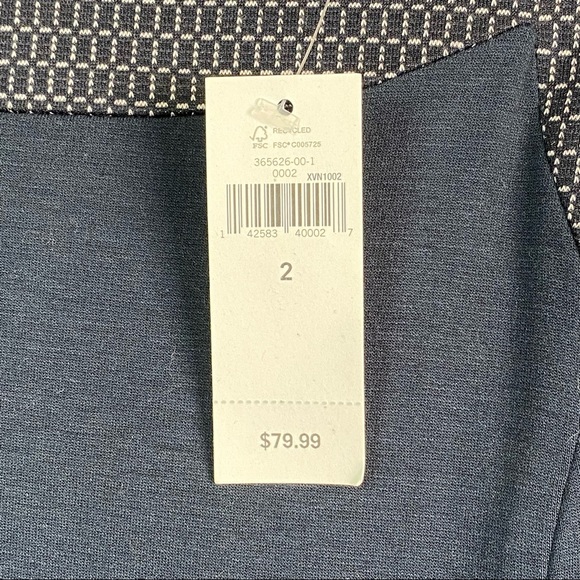 RECYCLED
FSC FSC® C005725
365626-00-1
0002 XVN1002
1 42583 40002 7
2
$79.99